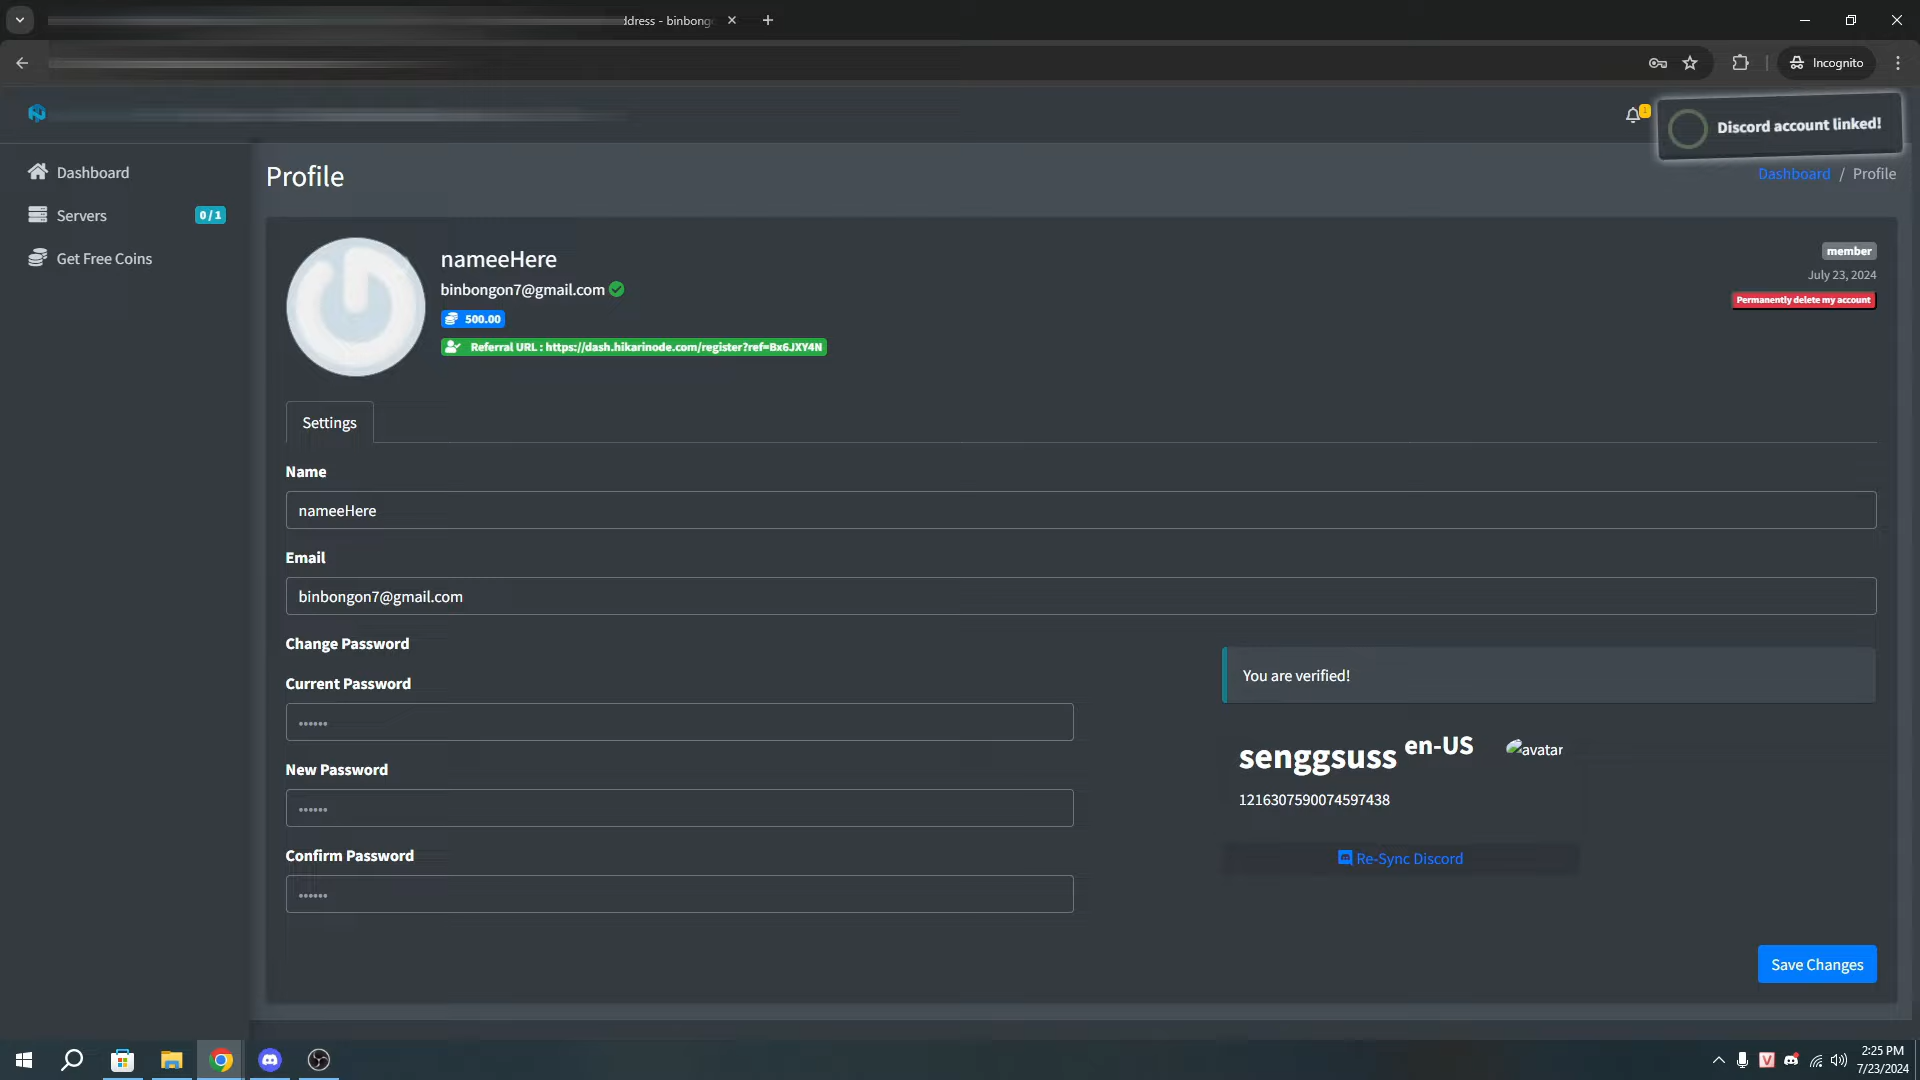 ddress - binbong
Incognito
1
Discord account linked!
Dashboard
Servers
0 / 1
Get Free Coins
Profile
Dashboard / Profile
nameeHere
binbongon7@gmail.com
500.00
Referral URL : https://dash.hikarinode.com/register?ref=Bx6JXY4N
member
July 23, 2024
Permanently delete my account
Settings
Name
nameeHere
Email
binbongon7@gmail.com
Change Password
Current Password
••••••
New Password
••••••
Confirm Password
••••••
You are verified!
senggsuss en-US
avatar
1216307590074597438
Re-Sync Discord
Save Changes
V
2:25 PM
7/23/2024